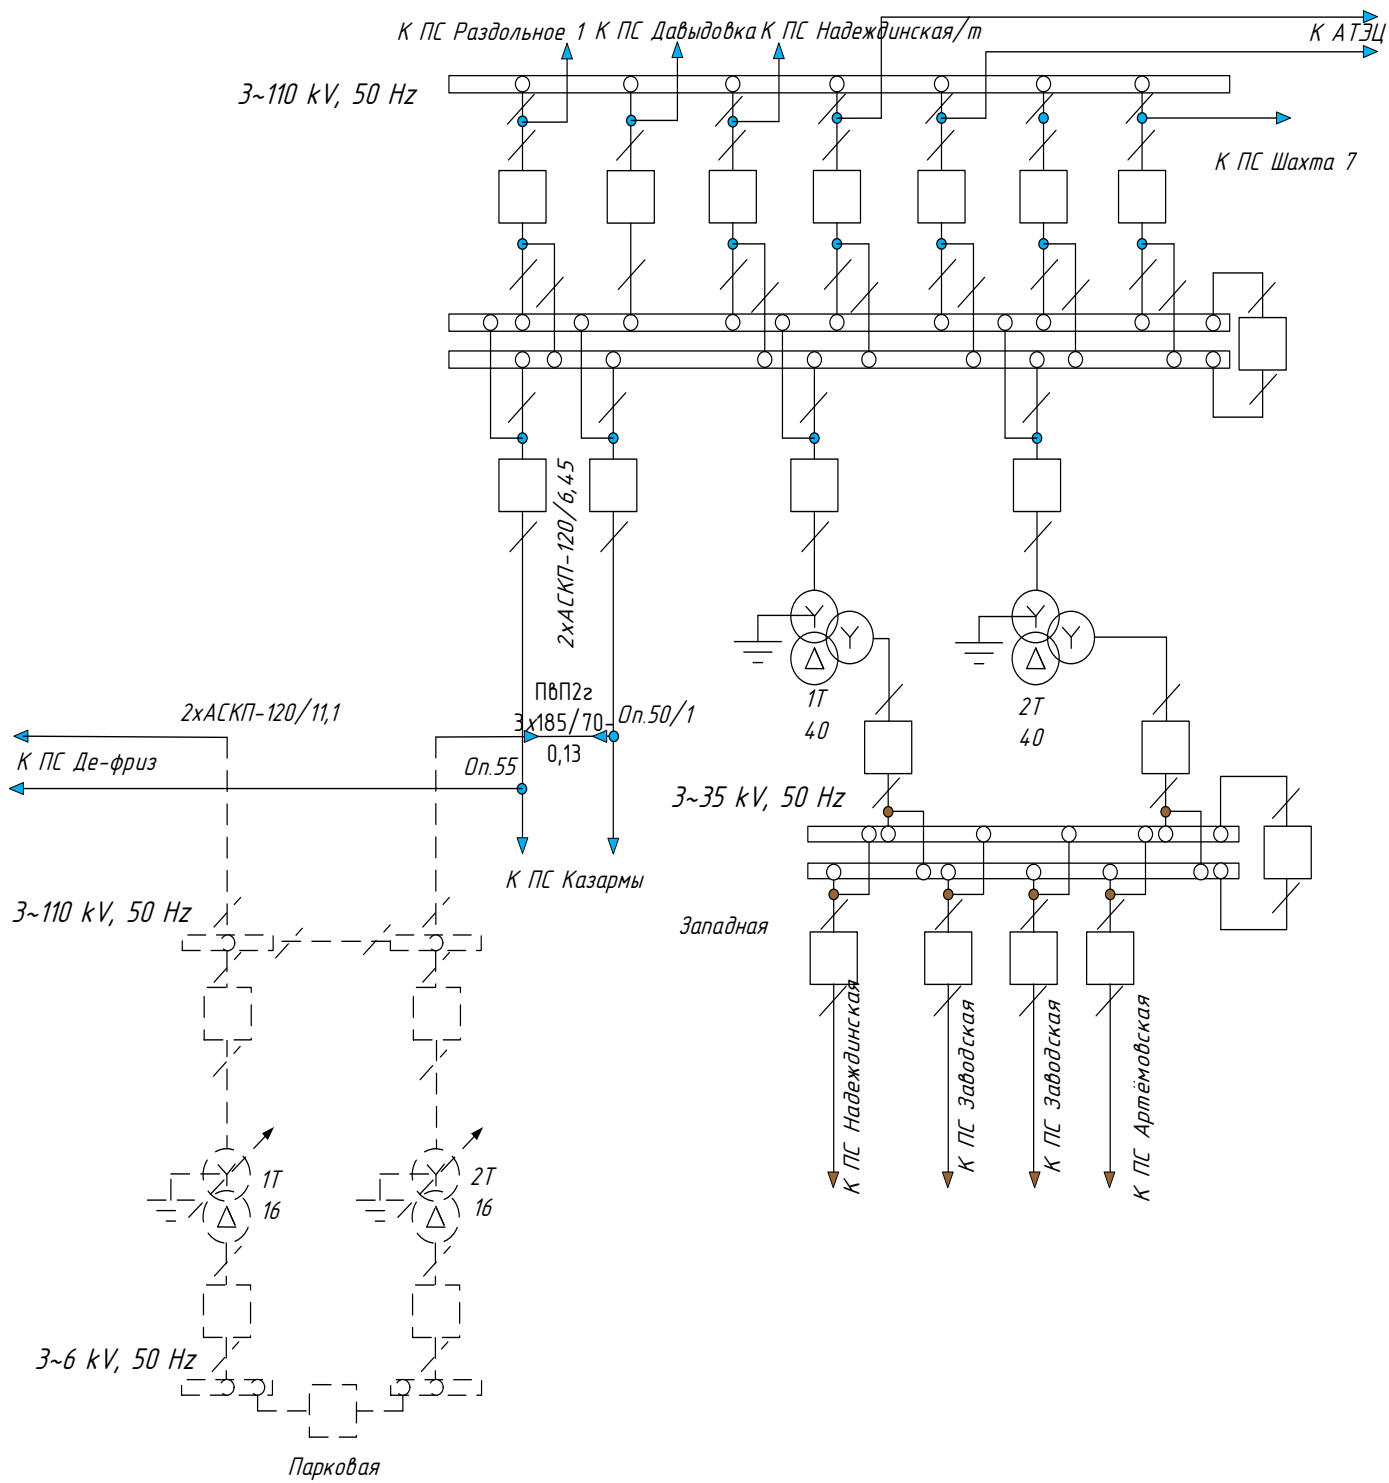 К ПС Раздольное 1
К ПС Давыдовка
К ПС Надеждинская/т
К АТЭЦ
3~110 kV, 50 Hz
К ПС Шахта 7
2хАСКП-120/6,45
1Т
40
2Т
40
2хАСКП-120/11,1
ПвП2г
3х185/70-
0,13
Оп.50/1
К ПС Де-фриз
Оп.55
3~35 kV, 50 Hz
К ПС Казармы
3~110 kV, 50 Hz
Западная
К ПС Надеждинская
К ПС Заводская
К ПС Заводская
К ПС Артёмовская
1Т
16
2Т
16
3~6 kV, 50 Hz
Парковая